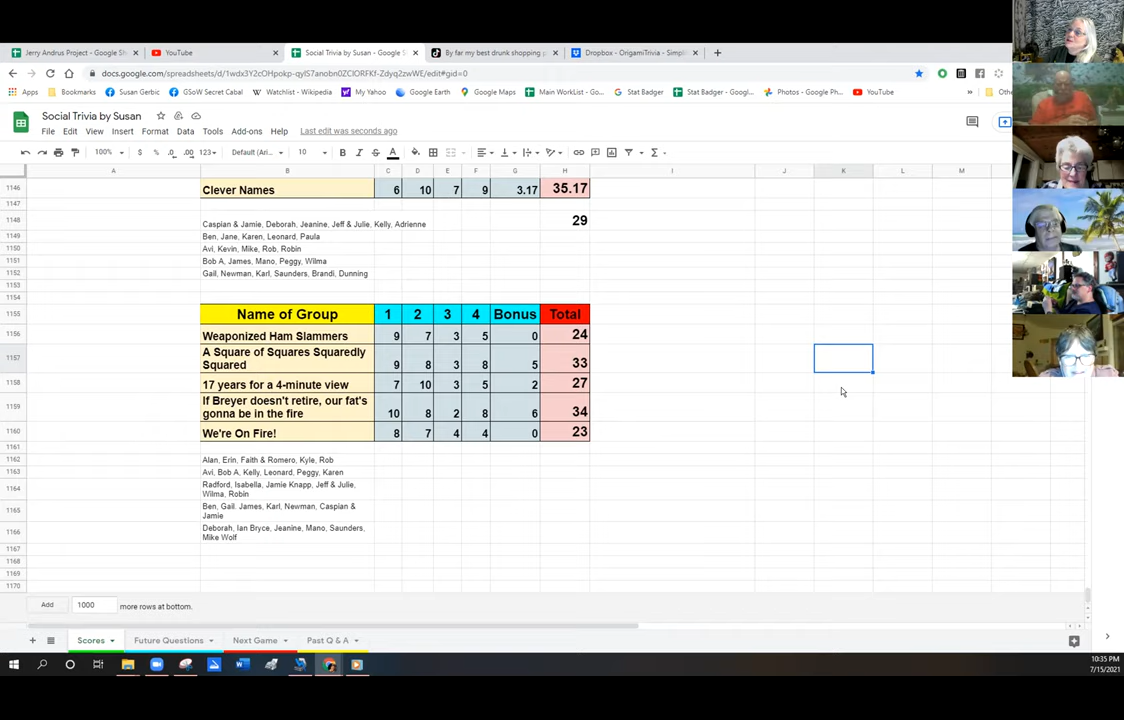 Jerry Andrus Project - Google Sh
YouTube
Social Trivia by Susan - Google S
By far my best drunk shopping
Dropbox - OrigamiTrivia - Simpli
docs.google.com/spreadsheets/d/1wdx3Y2cOHpokp-qylS7anobn0ZClORFKf-Zdyq2zwWE/edit#gid=0
Apps
Bookmarks
Susan Gerbic
GSoW Secret Cabal
Watchlist - Wikipedia
My Yahoo
Google Earth
Google Maps
Main WorkList - Go...
Stat Badger
Stat Badger - Googl...
Photos - Google Ph...
YouTube
Social Trivia by Susan
File Edit View Insert Format Data Tools Add-ons Help Last edit was seconds ago
100% $ % .0 .00 123 Default (Ari... 10 B I S A
A B C D E F G H I J K L M
1146 Clever Names 6 10 7 9 3.17 35.17
1147
1148 Caspian & Jamie, Deborah, Jeanine, Jeff & Julie, Kelly, Adrienne 29
1149 Ben, Jane, Karen, Leonard, Paula
1150 Avi, Kevin, Mike, Rob, Robin
1151 Bob A, James, Mano, Peggy, Wilma
1152 Gail, Newman, Karl, Saunders, Brandi, Dunning
1153
1154
1155 Name of Group 1 2 3 4 Bonus Total
1156 Weaponized Ham Slammers 9 7 3 5 0 24
1157 A Square of Squares Squaredly
Squared 9 8 3 8 5 33
1158 17 years for a 4-minute view 7 10 3 5 2 27
1159 If Breyer doesn't retire, our fat's
gonna be in the fire 10 8 2 8 6 34
1160 We're On Fire! 8 7 4 4 0 23
1161
1162 Alan, Erin, Faith & Romero, Kyle, Rob
1163 Avi, Bob A, Kelly, Leonard, Peggy, Karen
1164 Radford, Isabella, Jamie Knapp, Jeff & Julie,
Wilma, Robin
1165 Ben, Gail. James, Karl, Newman, Caspian &
Jamie
1166 Deborah, Ian Bryce, Jeanine, Mano, Saunders,
Mike Wolf
1167
1168
1169
1170
Add 1000 more rows at bottom.
Scores
Future Questions
Next Game
Past Q & A
10:35 PM
7/15/2021